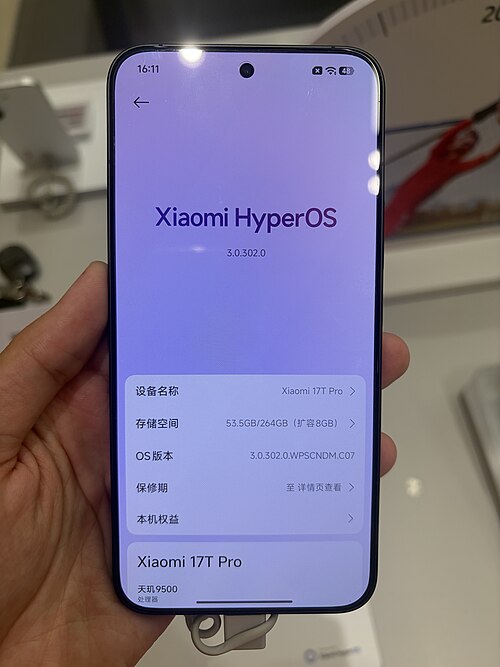 20
16:11
48
Xiaomi HyperOS
3.0.302.0
设备名称 Xiaomi 17T Pro
存储空间 53.5GB/264GB（扩容8GB）
OS版本 3.0.302.0.WPSCNDM.C07
保修期 至 详情页查看
本机权益
Xiaomi 17T Pro
天玑9500
处理器